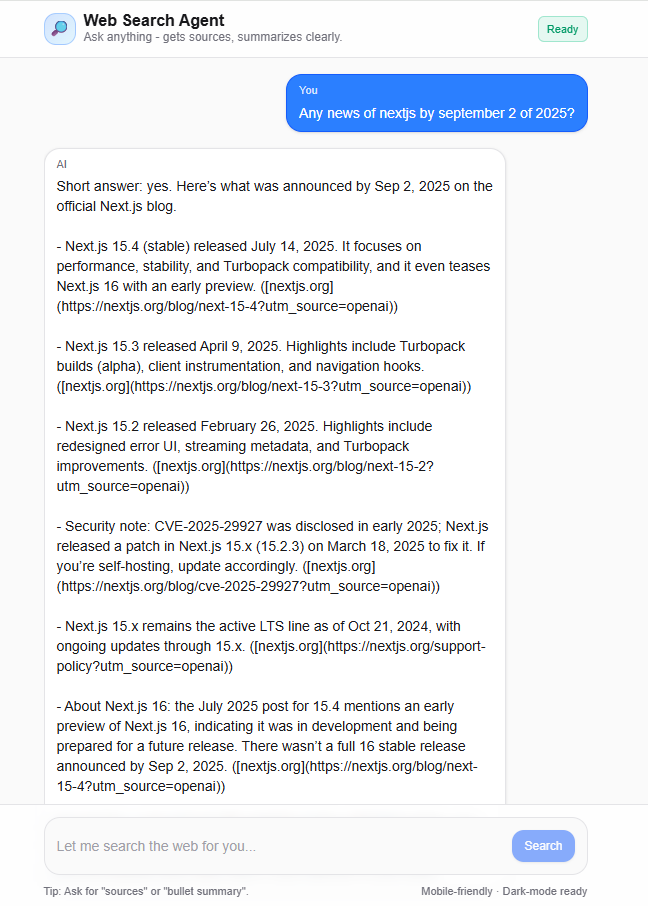 Web Search Agent
Ask anything - gets sources, summarizes clearly.
Ready
You
Any news of nextjs by september 2 of 2025?
AI
Short answer: yes. Here's what was announced by Sep 2, 2025 on the
official Next.js blog.
- Next.js 15.4 (stable) released July 14, 2025. It focuses on
performance, stability, and Turbopack compatibility, and it even teases
Next.js 16 with an early preview. ([nextjs.org]
(https://nextjs.org/blog/next-15-4?utm_source=openai))
- Next.js 15.3 released April 9, 2025. Highlights include Turbopack
builds (alpha), client instrumentation, and navigation hooks.
([nextjs.org](https://nextjs.org/blog/next-15-3?utm_source=openai))
- Next.js 15.2 released February 26, 2025. Highlights include
redesigned error UI, streaming metadata, and Turbopack
improvements. ([nextjs.org](https://nextjs.org/blog/next-15-2?
utm_source=openai))
- Security note: CVE-2025-29927 was disclosed in early 2025; Next.js
released a patch in Next.js 15.x (15.2.3) on March 18, 2025 to fix it. If
you're self-hosting, update accordingly. ([nextjs.org]
(https://nextjs.org/blog/cve-2025-29927?utm_source=openai))
- Next.js 15.x remains the active LTS line as of Oct 21, 2024, with
ongoing updates through 15.x. ([nextjs.org](https://nextjs.org/support-
policy?utm_source=openai))
- About Next.js 16: the July 2025 post for 15.4 mentions an early
preview of Next.js 16, indicating it was in development and being
prepared for a future release. There wasn't a full 16 stable release
announced by Sep 2, 2025. ([nextjs.org](https://nextjs.org/blog/next-
15-4?utm_source=openai))
Let me search the web for you...
Search
Tip: Ask for "sources" or "bullet summary".
Mobile-friendly · Dark-mode ready